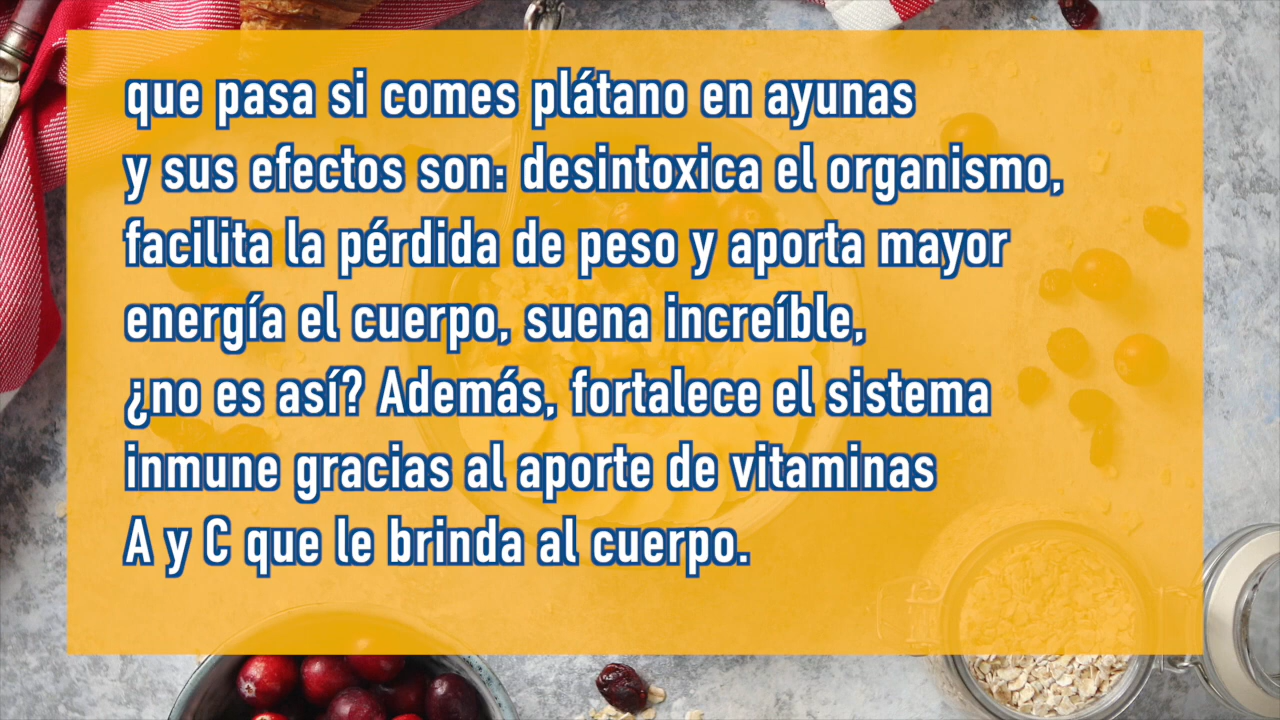 que pasa si comes plátano en ayunas
y sus efectos son: desintoxica el organismo,
facilita la pérdida de peso y aporta mayor
energía el cuerpo, suena increíble,
¿no es así? Además, fortalece el sistema
inmune gracias al aporte de vitaminas
A y C que le brinda al cuerpo.